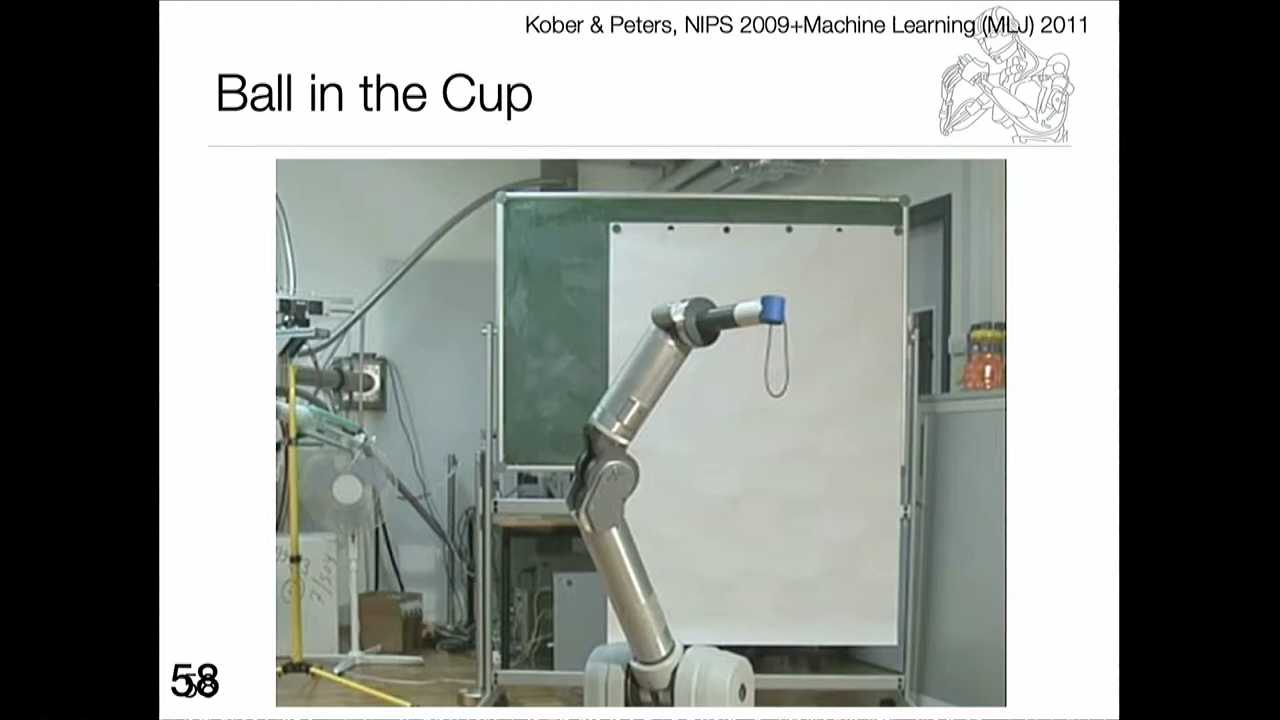 Kober & Peters, NIPS 2009+Machine Learning (MLJ) 2011
Ball in the Cup
58